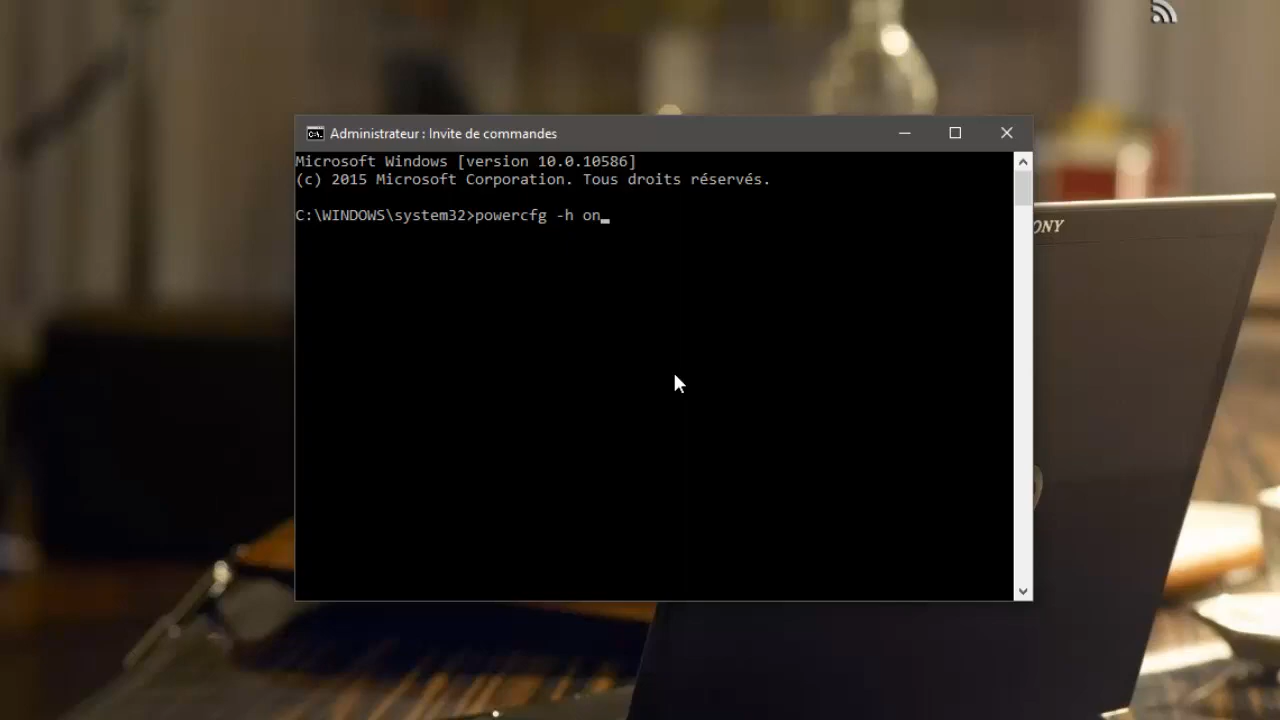 Administrateur : Invite de commandes
Microsoft Windows [version 10.0.10586]
(c) 2015 Microsoft Corporation. Tous droits réservés.
C:\WINDOWS\system32>powercfg -h on
ONY